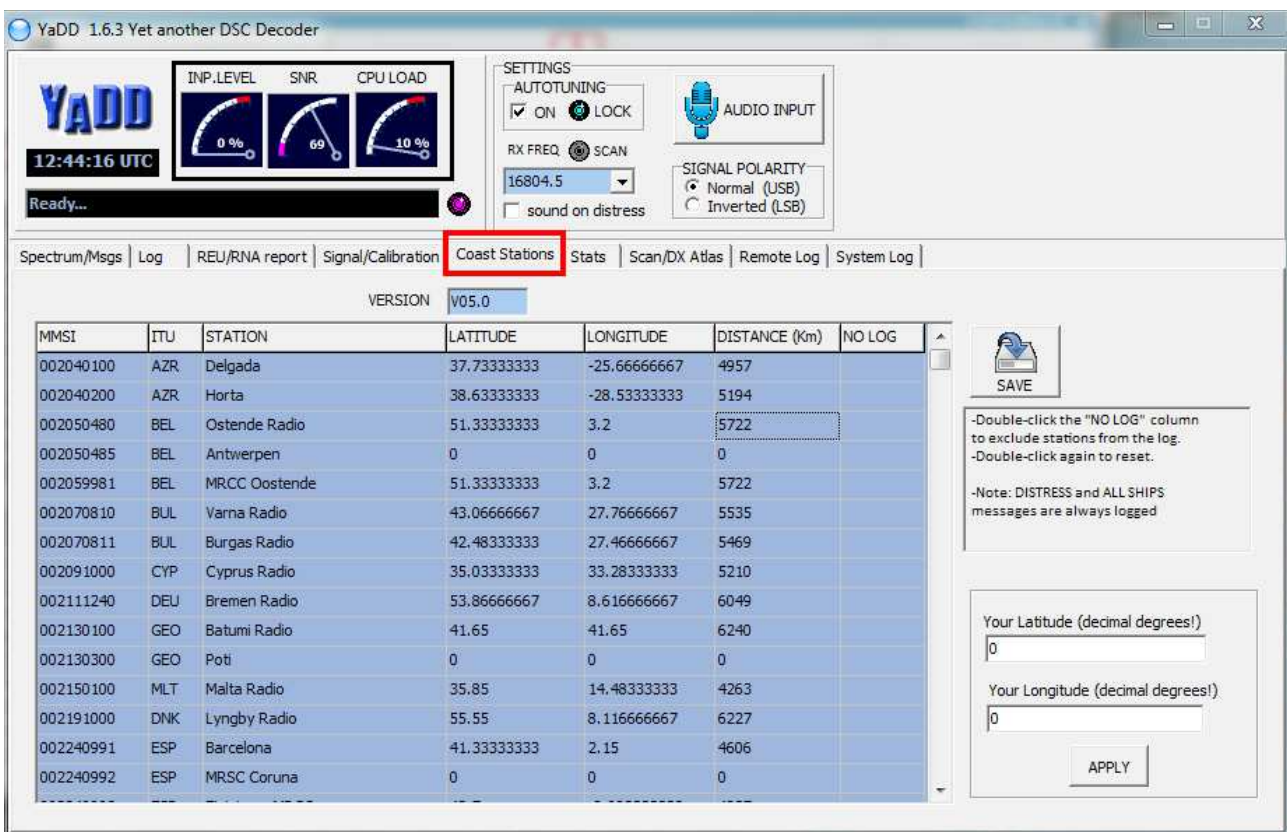 YaDD 1.6.3 Yet another DSC Decoder
YADD
12:44:16 UTC
Ready...
INP.LEVEL SNR CPU LOAD
0 % 69 10 %
SETTINGS
AUTOTUNING
ON LOCK
RX FREQ SCAN
16804.5
sound on distress
AUDIO INPUT
SIGNAL POLARITY
Normal (USB)
Inverted (LSB)
Spectrum/Msgs Log REU/RNA report Signal/Calibration Coast Stations Stats Scan/DX Atlas Remote Log System Log
VERSION V05.0
MMSI ITU STATION LATITUDE LONGITUDE DISTANCE (Km) NO LOG
002040100 AZR Delgada 37.73333333 -25.66666667 4957
002040200 AZR Horta 38.63333333 -28.53333333 5194
002050480 BEL Ostende Radio 51.33333333 3.2 5722
002050485 BEL Antwerpen 0 0 0
002059981 BEL MRCC Oostende 51.33333333 3.2 5722
002070810 BUL Varna Radio 43.06666667 27.76666667 5535
002070811 BUL Burgas Radio 42.48333333 27.46666667 5469
002091000 CYP Cyprus Radio 35.03333333 33.28333333 5210
002111240 DEU Bremen Radio 53.86666667 8.616666667 6049
002130100 GEO Batumi Radio 41.65 41.65 6240
002130300 GEO Poti 0 0 0
002150100 MLT Malta Radio 35.85 14.48333333 4263
002191000 DNK Lyngby Radio 55.55 8.116666667 6227
002240991 ESP Barcelona 41.33333333 2.15 4606
002240992 ESP MRSC Coruna 0 0 0
SAVE
-Double-click the "NO LOG" column
to exclude stations from the log.
-Double-click again to reset.
-Note: DISTRESS and ALL SHIPS
messages are always logged
Your Latitude (decimal degrees!)
0
Your Longitude (decimal degrees!)
0
APPLY